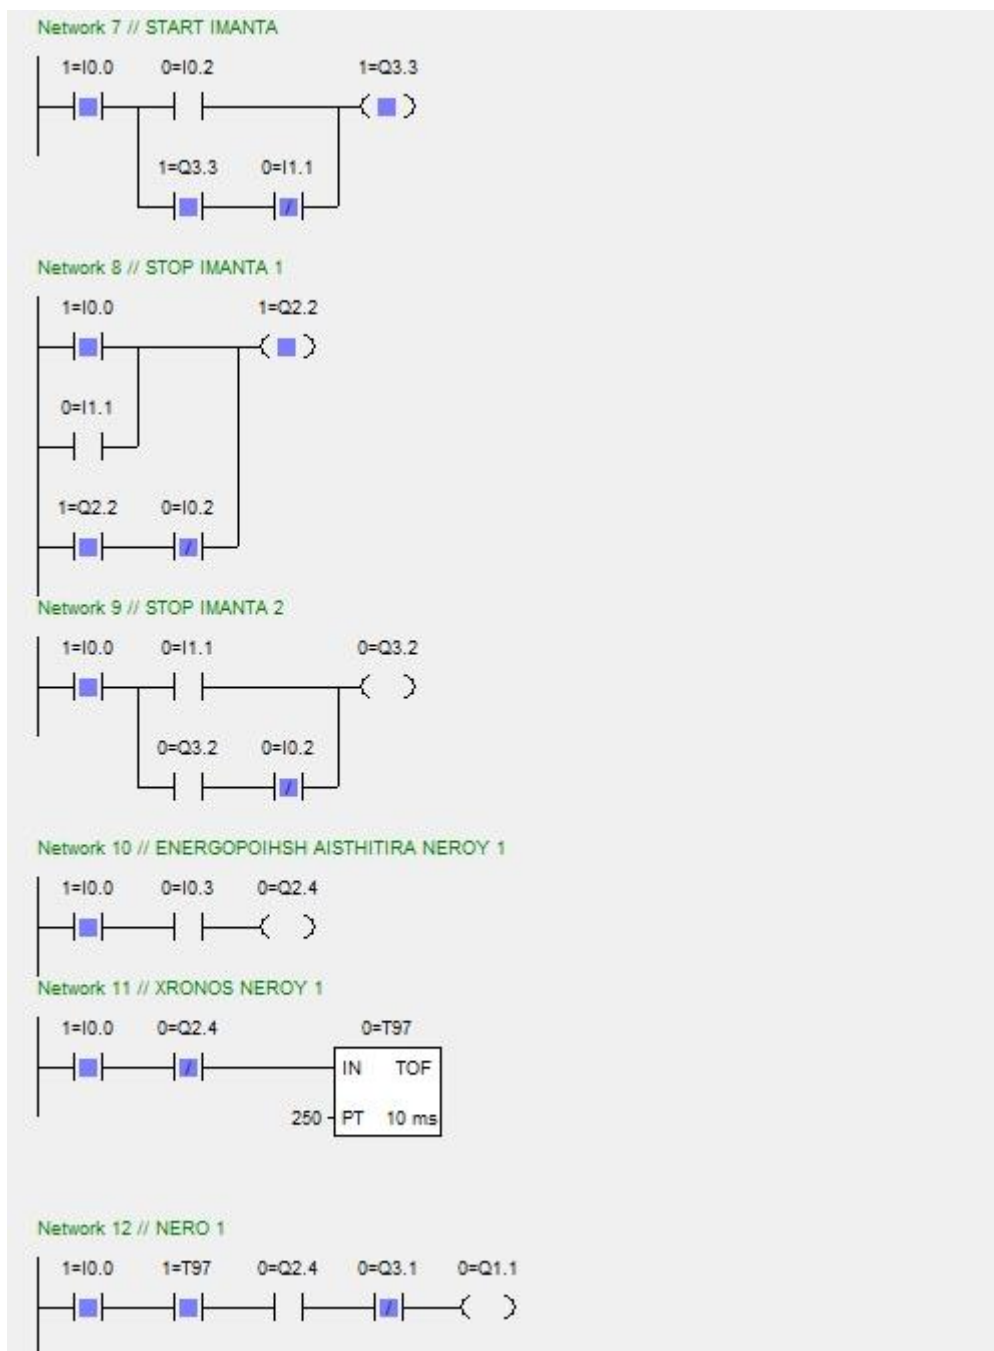 Network 7 // START IMANTA
1=I0.0 0=I0.2 1=Q3.3
1=Q3.3 0=I1.1
Network 8 // STOP IMANTA 1
1=I0.0 1=Q2.2
0=I1.1
1=Q2.2 0=I0.2
Network 9 // STOP IMANTA 2
1=I0.0 0=I1.1 0=Q3.2
0=Q3.2 0=I0.2
Network 10 // ENERGOPOIHSH AISTHITIRA NEROY 1
1=I0.0 0=I0.3 0=Q2.4
Network 11 // XRONOS NEROY 1
1=I0.0 0=Q2.4 0=T97
IN TOF
250 PT 10 ms
Network 12 // NERO 1
1=I0.0 1=T97 0=Q2.4 0=Q3.1 0=Q1.1